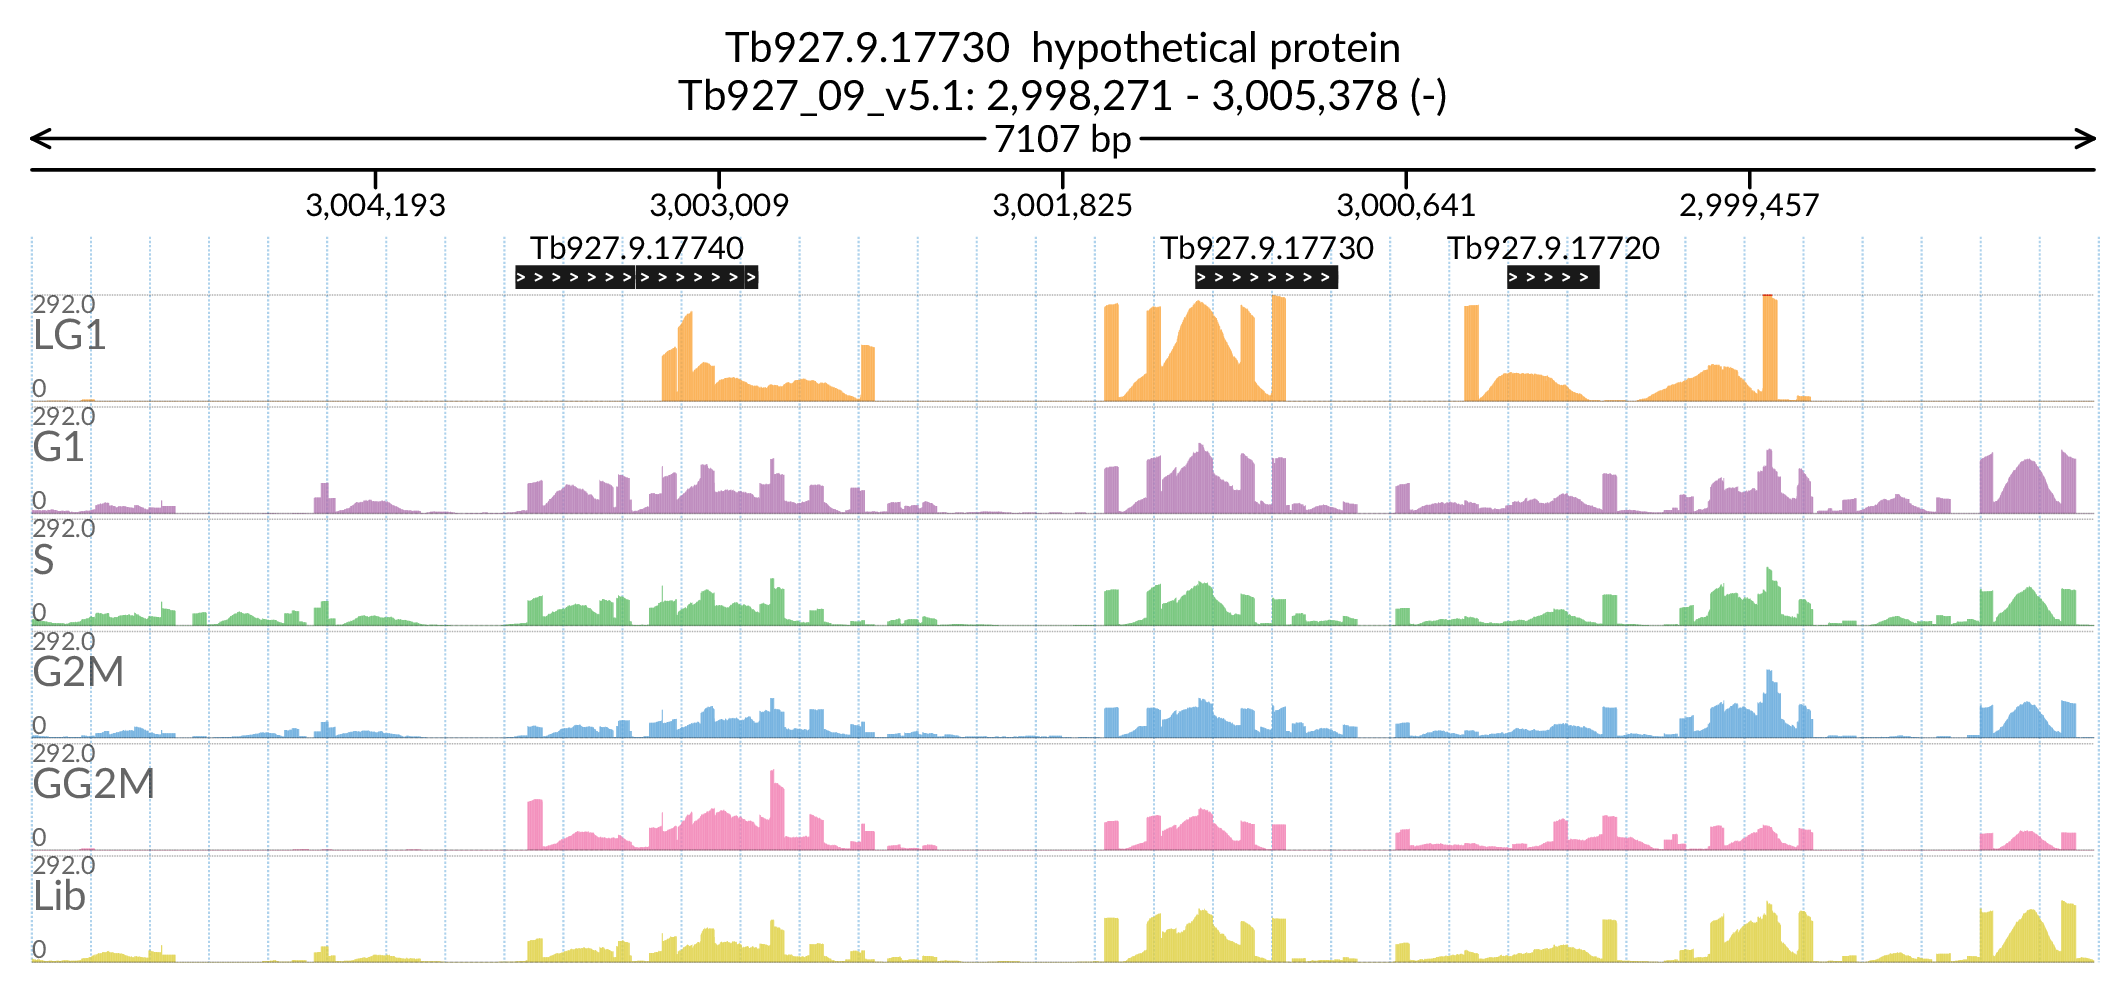 Tb927.9.17730  hypothetical protein
Tb927_09_v5.1: 2,998,271 - 3,005,378 (-)
7107 bp
3,004,193 3,003,009 3,001,825 3,000,641 2,999,457
Tb927.9.17740 Tb927.9.17730 Tb927.9.17720
292.0
LG1
0
292.0
G1
0
292.0
S
0
292.0
G2M
0
292.0
GG2M
0
292.0
Lib
0